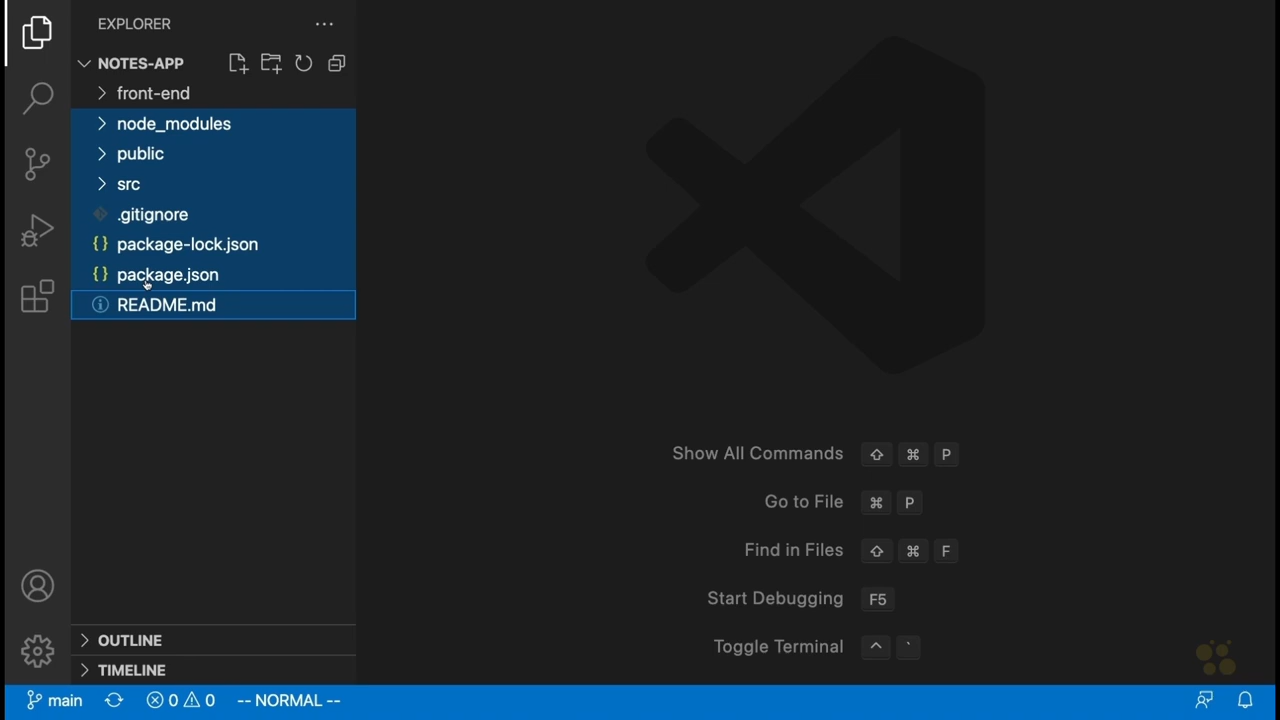 EXPLORER
NOTES-APP
front-end
node_modules
public
src
.gitignore
{} package-lock.json
{} package.json
README.md
Show All Commands ⇧ ⌘ P
Go to File ⌘ P
Find in Files ⇧ ⌘ F
Start Debugging F5
Toggle Terminal ^ `
OUTLINE
TIMELINE
main 0 0 -- NORMAL --